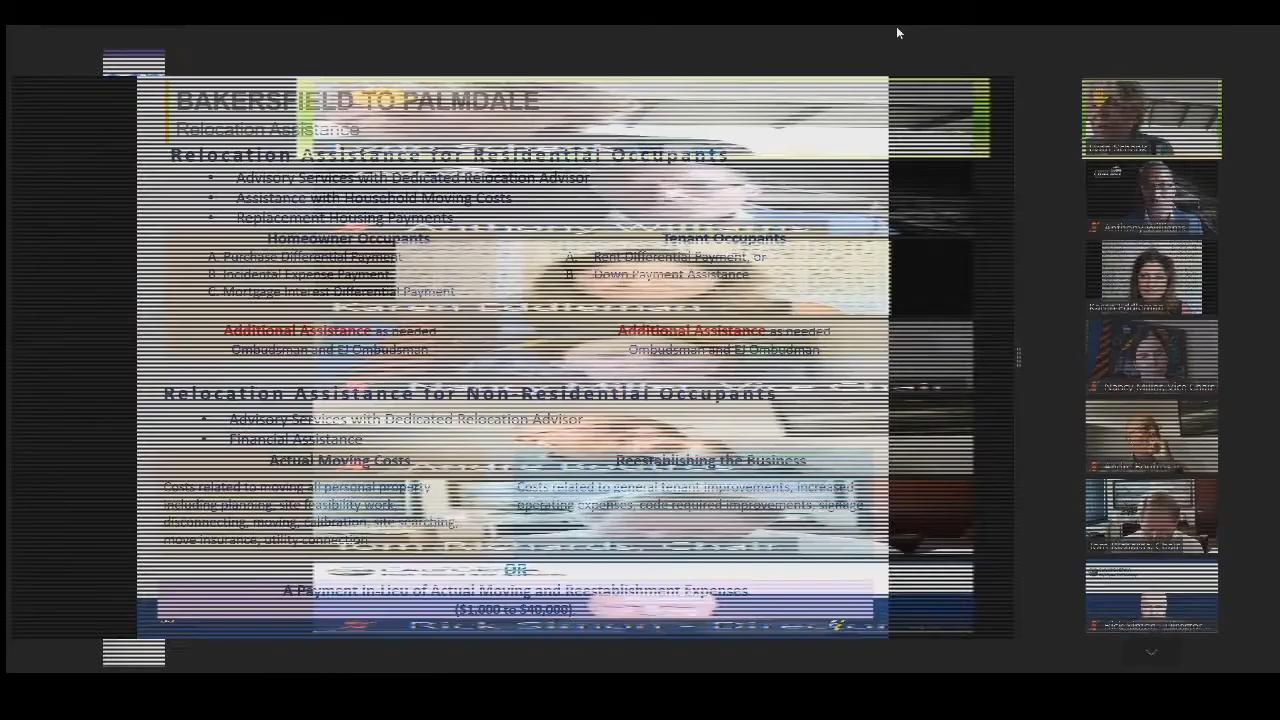 BAKERSFIELD TO PALMDALE
Relocation Assistance
Relocation Assistance for Residential Occupants
• Advisory Services with Dedicated Relocation Advisor
• Assistance with Household Moving Costs
• Replacement Housing Payments
Homeowner Occupants
A. Purchase Differential Payment
B. Incidental Expense Payment
C. Mortgage Interest Differential Payment
Additional Assistance as needed
Ombudsman and EJ Ombudsman
Tenant Occupants
A. Rent Differential Payment, or
B. Down Payment Assistance
Additional Assistance as needed
Ombudsman and EJ Ombudman
Relocation Assistance for Non-Residential Occupants
• Advisory Services with Dedicated Relocation Advisor
• Financial Assistance
Actual Moving Costs
Costs related to moving all personal property
including planning, site feasibility work,
disconnecting, moving, calibration, site searching,
move insurance, utility connection
Reestablishing the Business
Costs related to general tenant improvements, increased
operating expenses, code required improvements, signage
OR
A Payment in-Lieu of Actual Moving and Reestablishment Expenses
($1,000 to $40,000)
Lynn Schenk
Anthony Williams
Nancy Miller, Vice Chair
Tom Richards, Chair